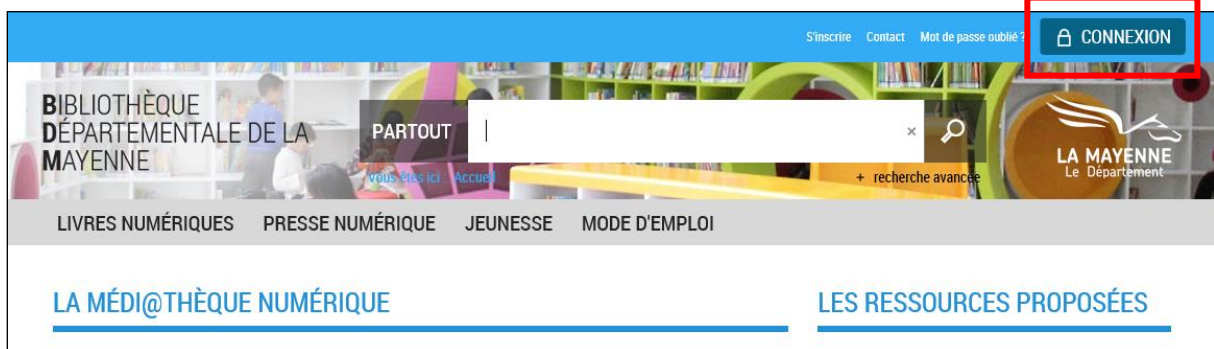 S'inscrire Contact Mot de passe oublié ? CONNEXION
BIBLIOTHÈQUE
DÉPARTEMENTALE DE LA
MAYENNE
PARTOUT ×
Vous êtes ici : Accueil
+ recherche avancée
LA MAYENNE
Le Département
LIVRES NUMÉRIQUES PRESSE NUMÉRIQUE JEUNESSE MODE D'EMPLOI
LA MÉDI@THÈQUE NUMÉRIQUE
LES RESSOURCES PROPOSÉES